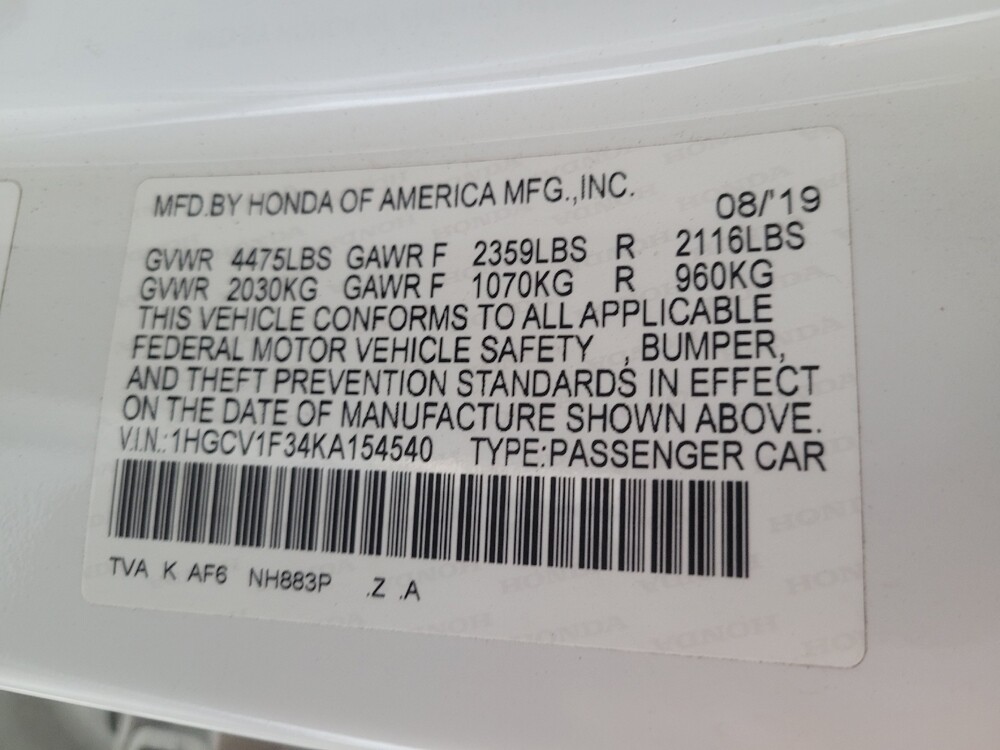 MFD.BY HONDA OF AMERICA MFG.,INC. 08/'19
GVWR 4475LBS GAWR F 2359LBS R 2116LBS
GVWR 2030KG GAWR F 1070KG R 960KG
THIS VEHICLE CONFORMS TO ALL APPLICABLE
FEDERAL MOTOR VEHICLE SAFETY , BUMPER,
AND THEFT PREVENTION STANDARDS IN EFFECT
ON THE DATE OF MANUFACTURE SHOWN ABOVE.
V.I.N.:1HGCV1F34KA154540 TYPE:PASSENGER CAR
TVA K AF6 NH883P .Z .A